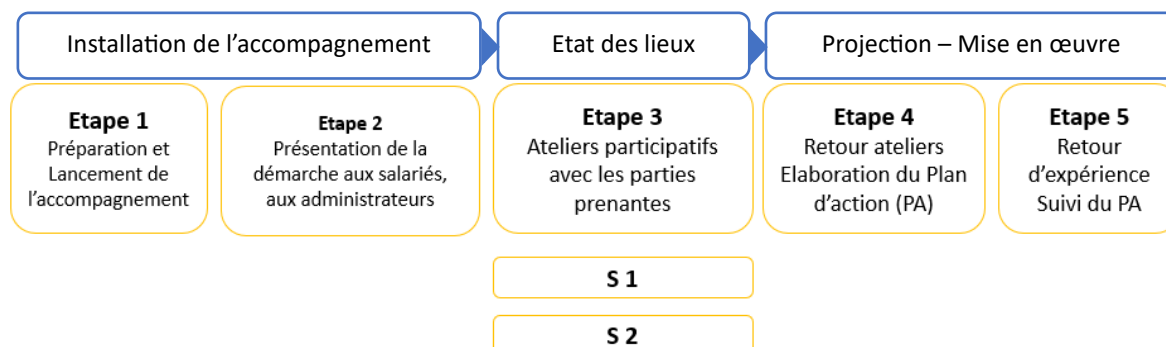 Installation de l’accompagnement
Etat des lieux
Projection – Mise en œuvre
Etape 1
Préparation et
Lancement de
l’accompagnement
Etape 2
Présentation de la
démarche aux salariés,
aux administrateurs
Etape 3
Ateliers participatifs
avec les parties
prenantes
Etape 4
Retour ateliers
Elaboration du Plan
d’action (PA)
Etape 5
Retour
d’expérience
Suivi du PA
S 1
S 2